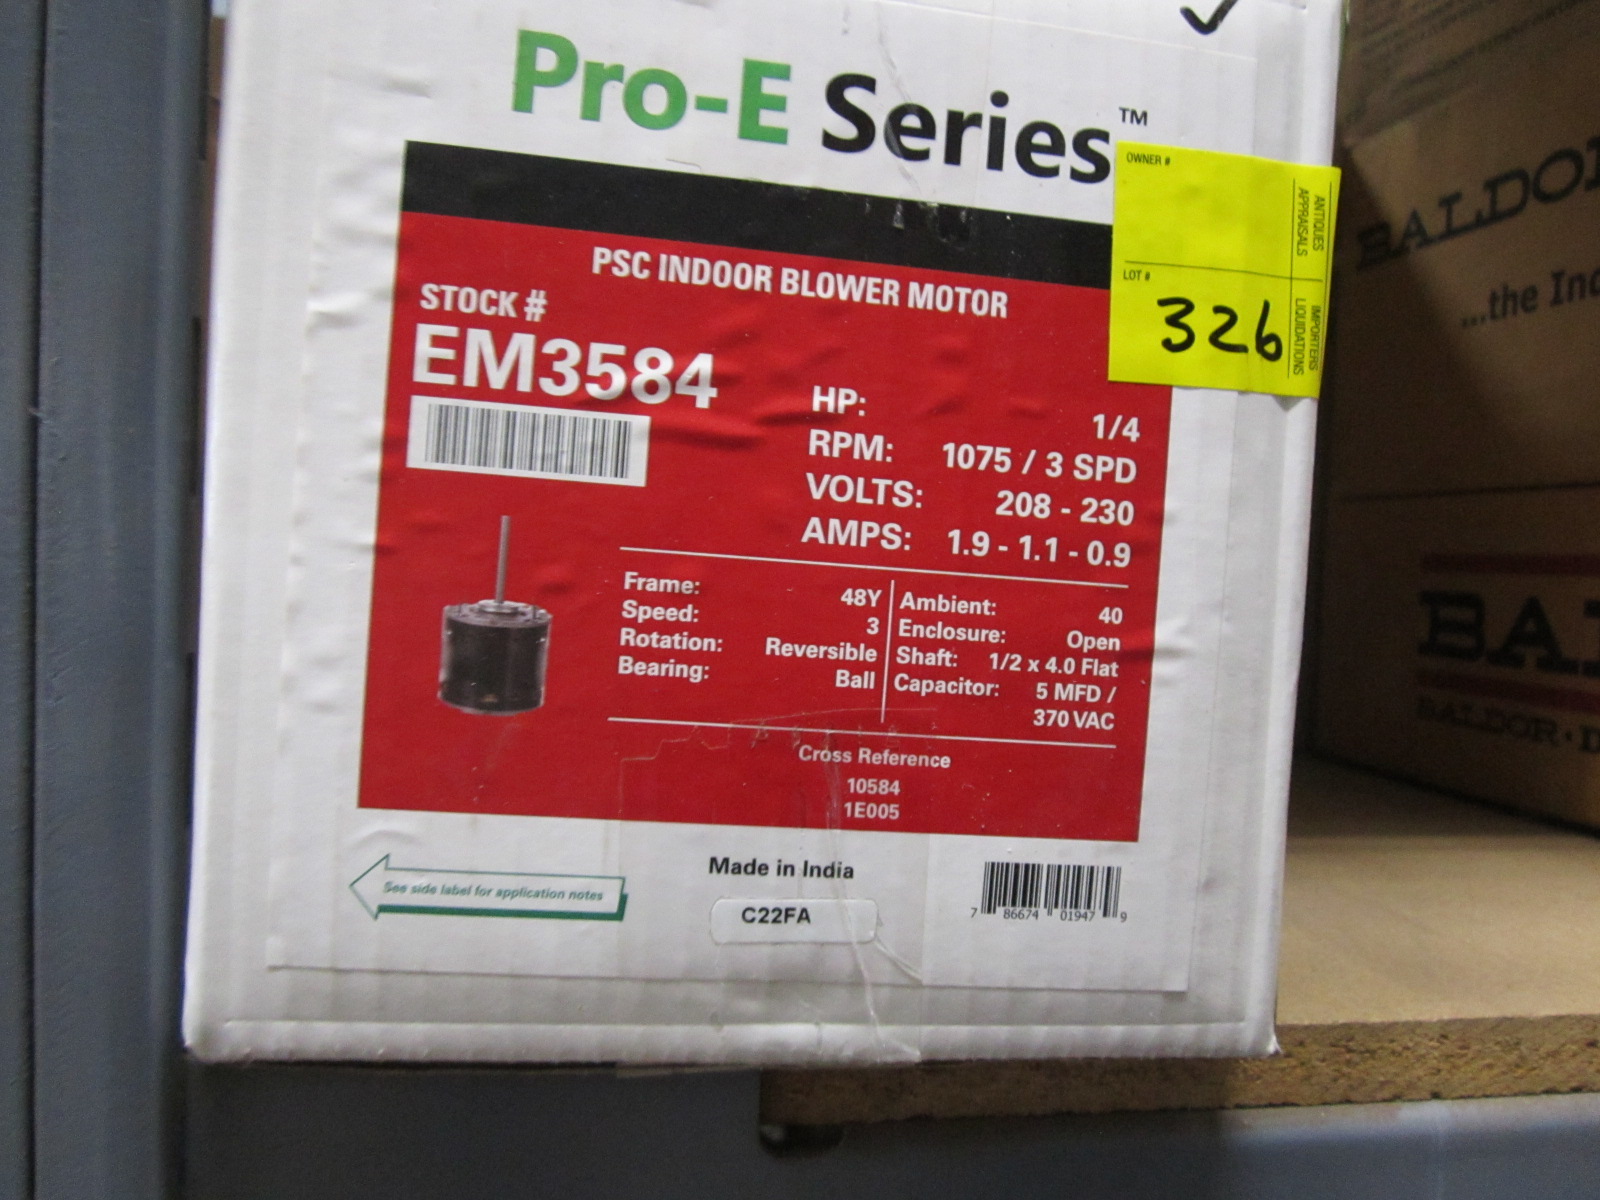 Pro-E Series™
PSC INDOOR BLOWER MOTOR
STOCK #
EM3584
HP: 1/4
RPM: 1075 / 3 SPD
VOLTS: 208 - 230
AMPS: 1.9 - 1.1 - 0.9
Frame: 48Y
Speed: 3
Rotation: Reversible
Bearing: Ball
Ambient: 40
Enclosure: Open
Shaft: 1/2 x 4.0 Flat
Capacitor: 5 MFD /
370 VAC
Cross Reference
10584
1E005
See side label for application notes
Made in India
C22FA
7 86674 01947 9
OWNER #
ANTIQUES
APPRAISALS
LOT #
326
IMPORTERS
LIQUIDATIONS
BALDOR
...the
BALDOR